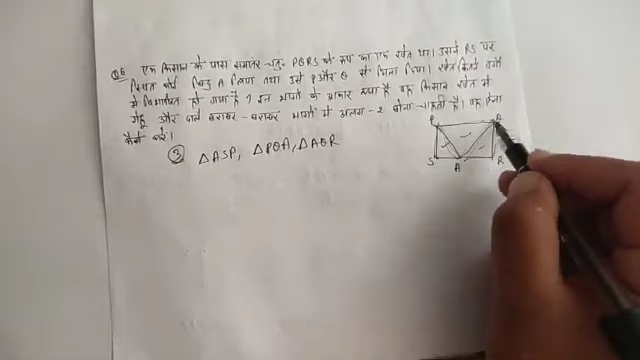 Q6 एक किसान के पास समांतर चतु॰ PQRS के रूप का एक खेत था। उसने RS पर
स्थित कोई बिन्दु A लिया तथा उसे P और Q से मिला दिया। खेत कितने भागों
में विभाजित हो गया है? इन भागों के आकार क्या है? वह किसान खेत में
गेहूँ और दालें बराबर-बराबर भागों में अलग-2 बोना चाहती है। वह ऐसा
कैसे करे।
③ △ASP, △PQA, △AQR
P Q
S A R